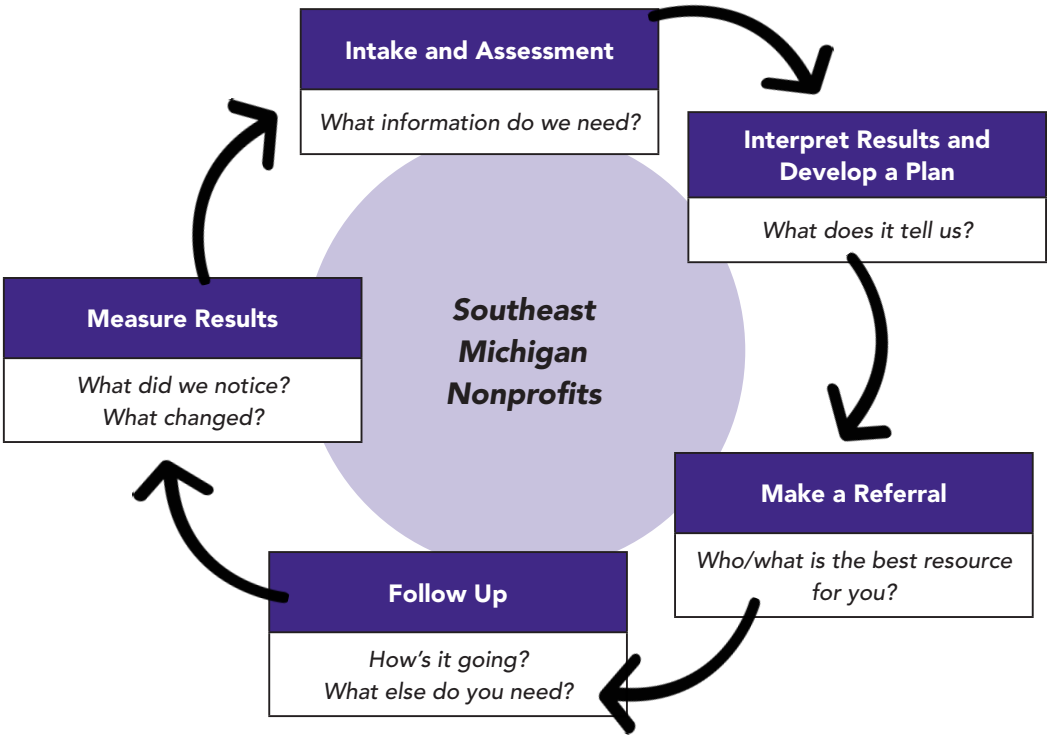 Intake and Assessment
What information do we need?
Interpret Results and
Develop a Plan
What does it tell us?
Make a Referral
Who/what is the best resource
for you?
Follow Up
How's it going?
What else do you need?
Measure Results
What did we notice?
What changed?
Southeast
Michigan
Nonprofits